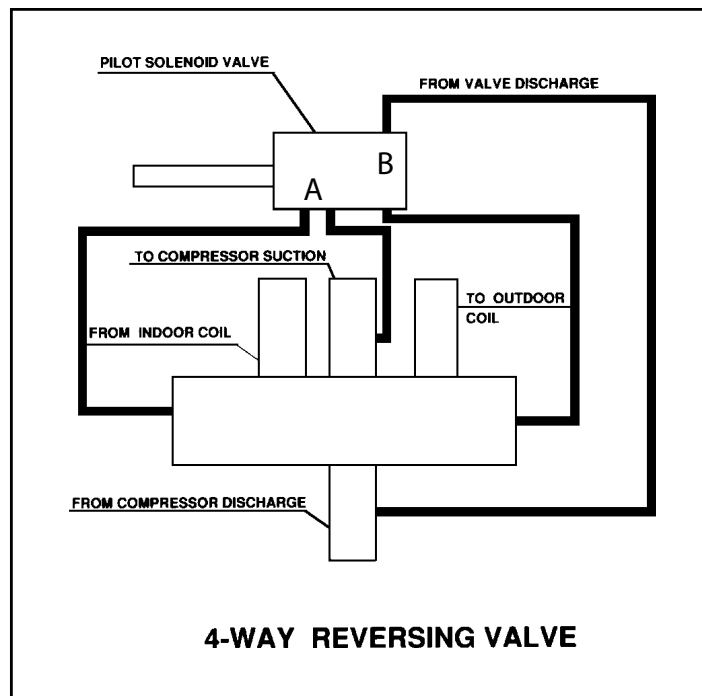 PILOT SOLENOID VALVE
FROM VALVE DISCHARGE
B
A
TO COMPRESSOR SUCTION
TO OUTDOOR
COIL
FROM INDOOR COIL
FROM COMPRESSOR DISCHARGE
4-WAY REVERSING VALVE